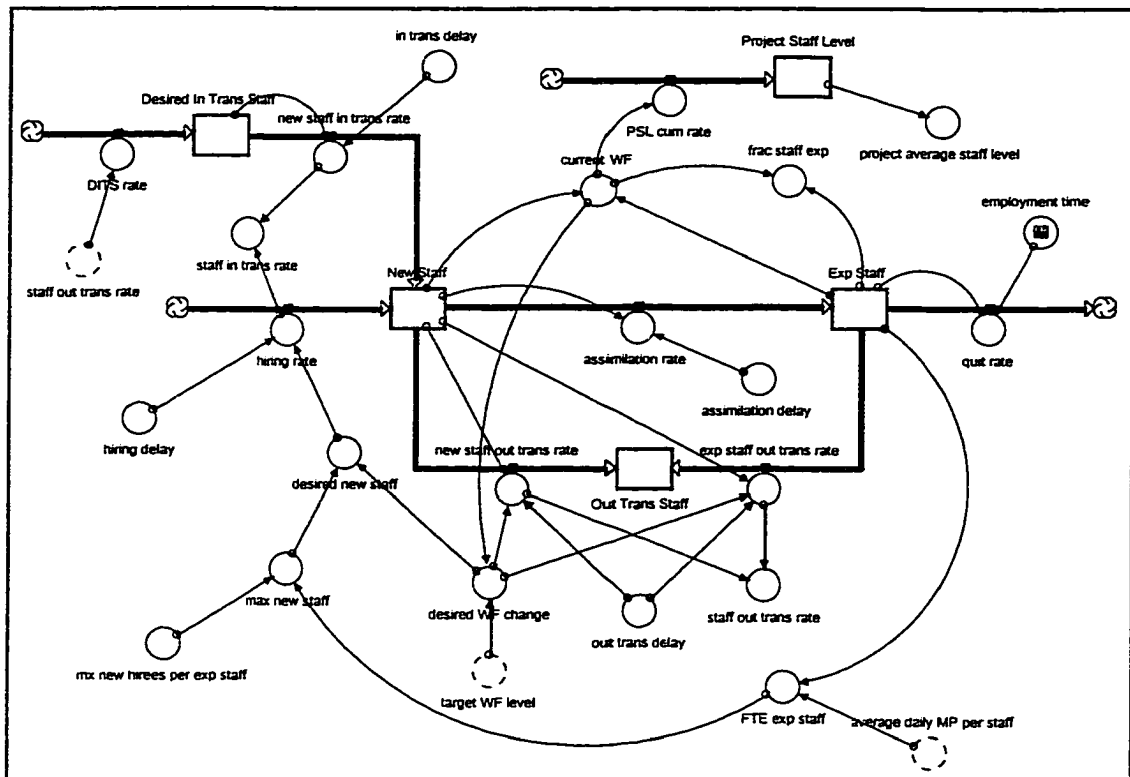 in trans delay
Project Staff Level
Desired In Trans Staff
new staff in trans rate
PSL cum rate
project average staff level
current WF
frac staff exp
DITS rate
employment time
staff in trans rate
staff out trans rate
New Staff
Exp Staff
hiring rate
assimilation rate
quit rate
assimilation delay
hiring delay
new staff out trans rate
exp staff out trans rate
desired new staff
Out Trans Staff
max new staff
desired WF change
out trans delay
staff out trans rate
mx new hirees per exp staff
target WF level
FTE exp staff
average daily MP per staff